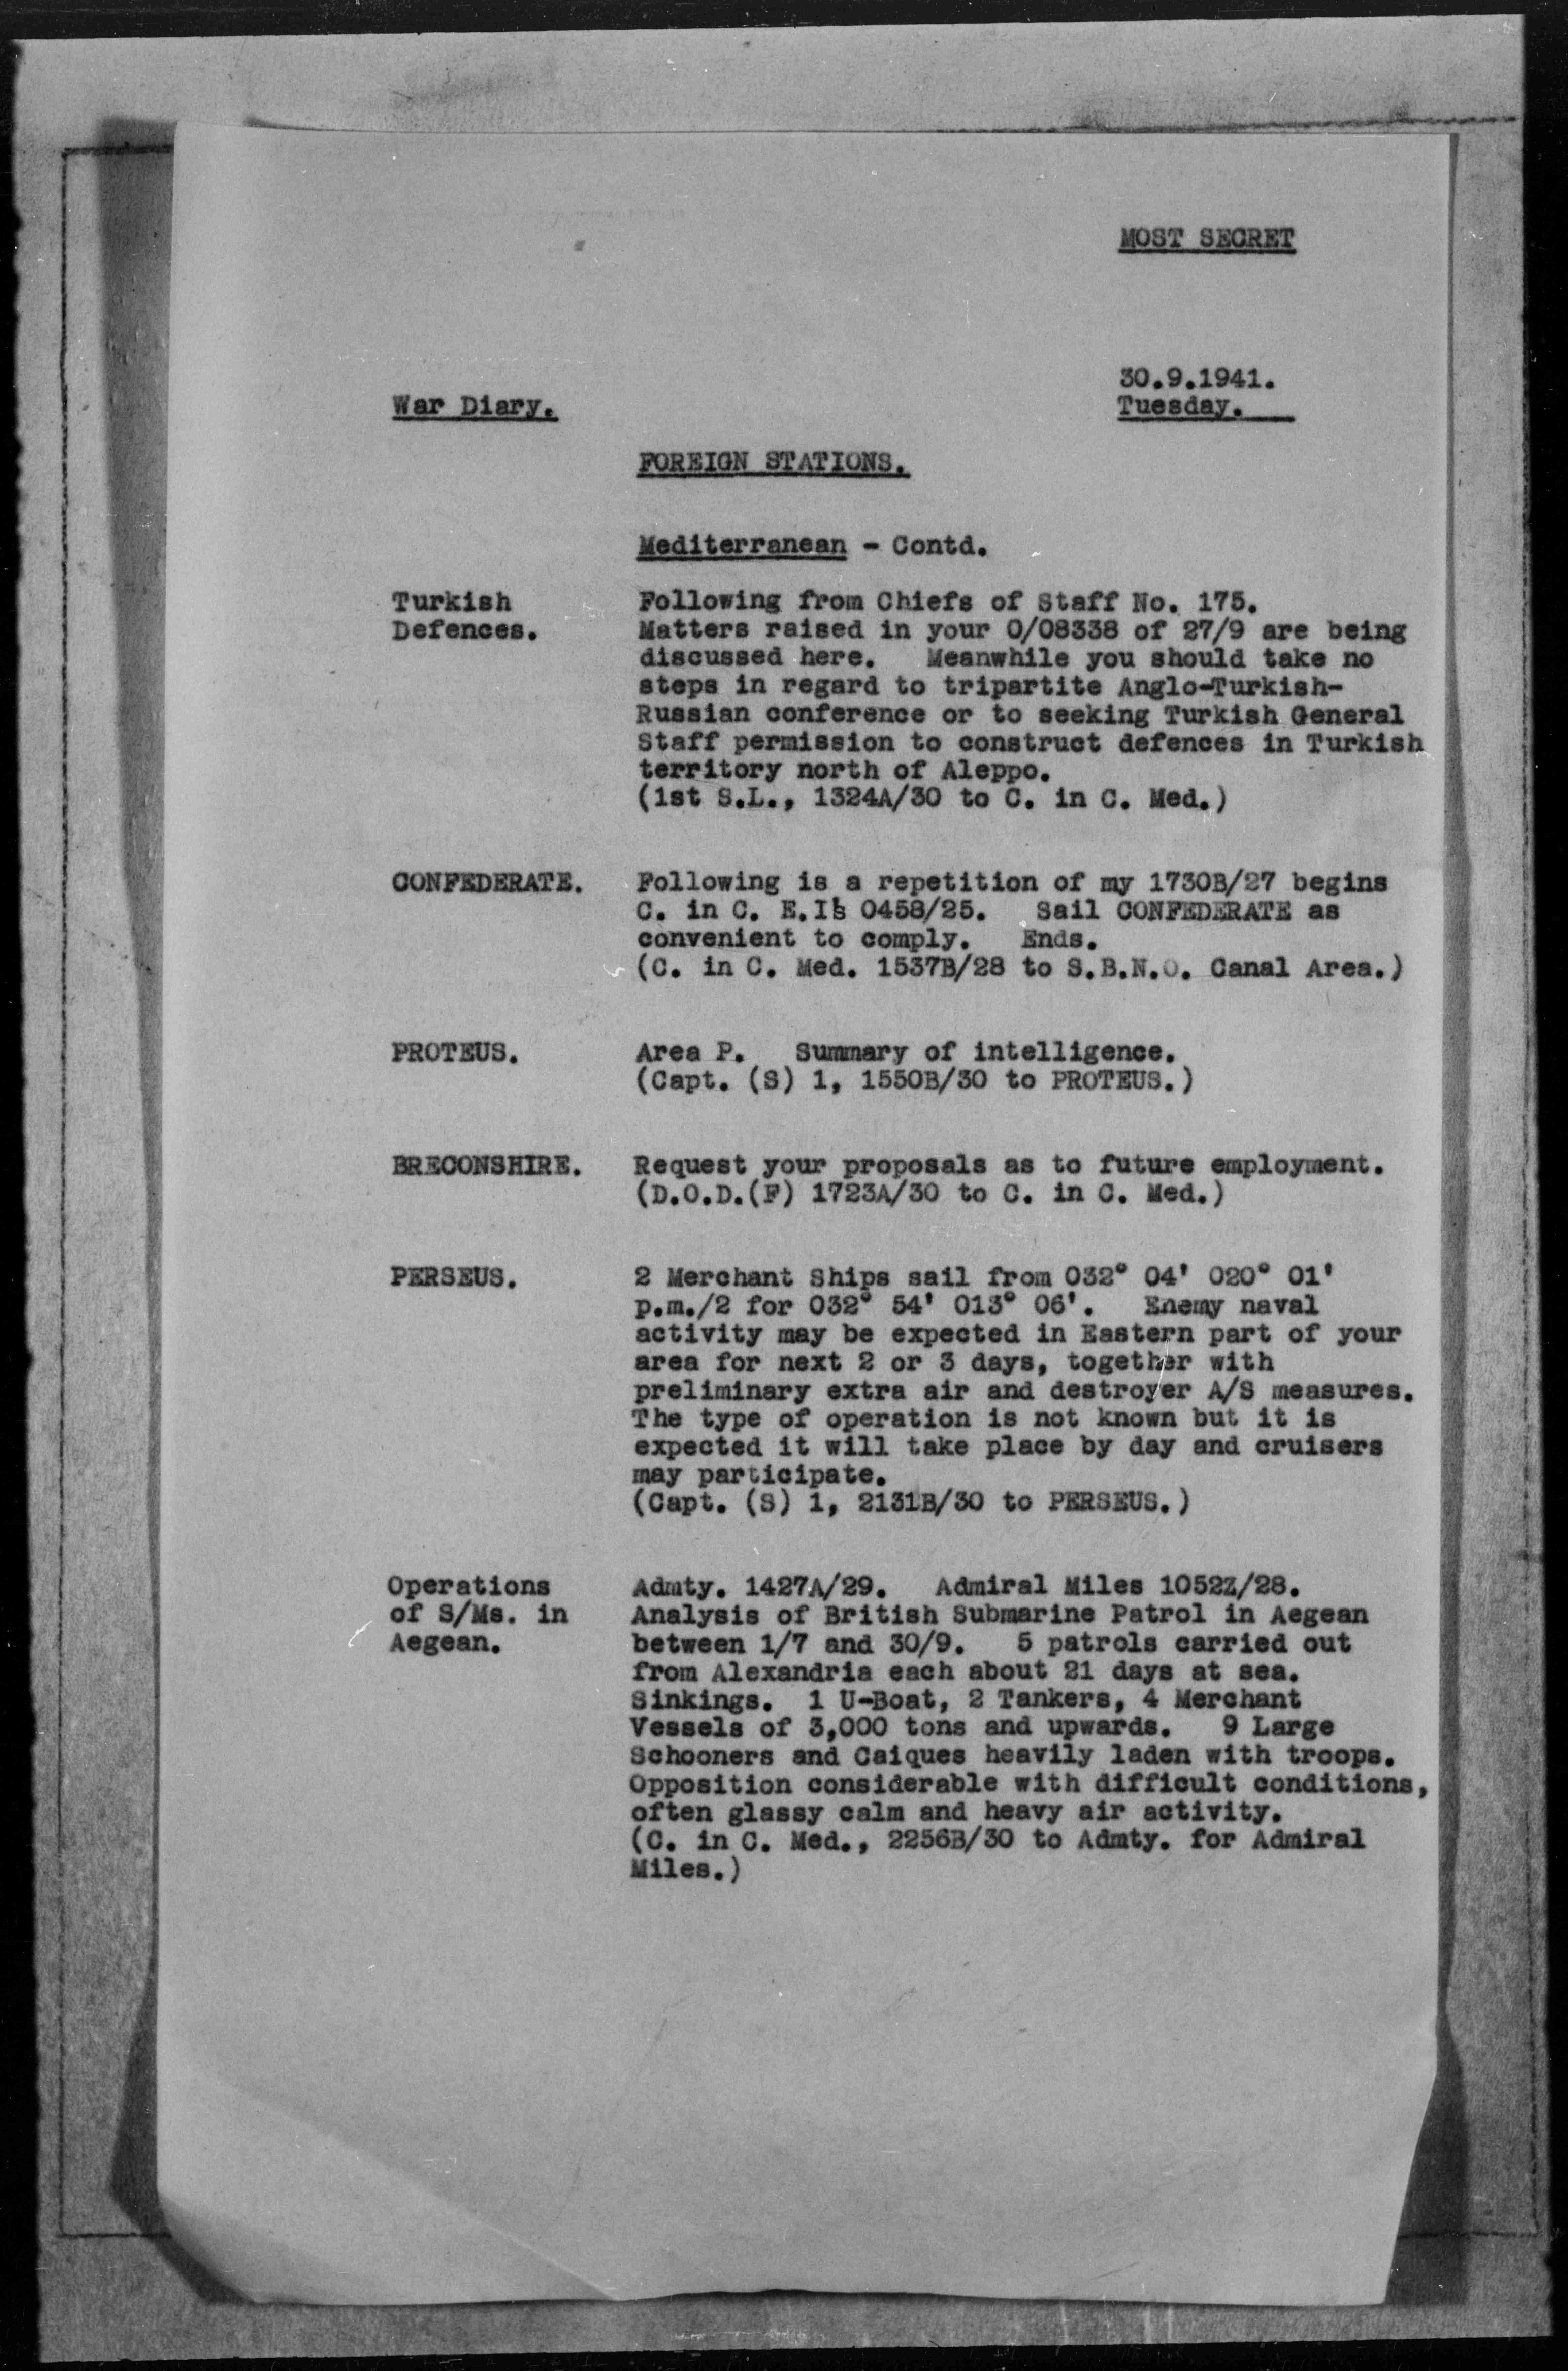 MOST SECRET
30.9.1941.
War Diary. Tuesday.
FOREIGN STATIONS.
Mediterranean - Contd.
Turkish Following from Chiefs of Staff No. 175.
Defences. Matters raised in your 0/08338 of 27/9 are being
discussed here. Meanwhile you should take no
steps in regard to tripartite Anglo-Turkish-
Russian conference or to seeking Turkish General
Staff permission to construct defences in Turkish
territory north of Aleppo.
(1st S.L., 1324A/30 to C. in C. Med.)
CONFEDERATE. Following is a repetition of my 1730B/27 begins
C. in C. E.I's 0458/25. Sail CONFEDERATE as
convenient to comply. Ends.
(C. in C. Med. 1537B/28 to S.B.N.O. Canal Area.)
PROTEUS. Area P. Summary of intelligence.
(Capt. (S) 1, 1550B/30 to PROTEUS.)
BRECONSHIRE. Request your proposals as to future employment.
(D.O.D.(F) 1723A/30 to C. in C. Med.)
PERSEUS. 2 Merchant Ships sail from 032° 04' 020° 01'
p.m./2 for 032° 54' 013° 06'. Enemy naval
activity may be expected in Eastern part of your
area for next 2 or 3 days, together with
preliminary extra air and destroyer A/S measures.
The type of operation is not known but it is
expected it will take place by day and cruisers
may participate.
(Capt. (S) 1, 2131B/30 to PERSEUS.)
Operations Admty. 1427A/29. Admiral Miles 1052Z/28.
of S/Ms. in Analysis of British Submarine Patrol in Aegean
Aegean. between 1/7 and 30/9. 5 patrols carried out
from Alexandria each about 21 days at sea.
Sinkings. 1 U-Boat, 2 Tankers, 4 Merchant
Vessels of 3,000 tons and upwards. 9 Large
Schooners and Caiques heavily laden with troops.
Opposition considerable with difficult conditions,
often glassy calm and heavy air activity.
(C. in C. Med., 2256B/30 to Admty. for Admiral
Miles.)